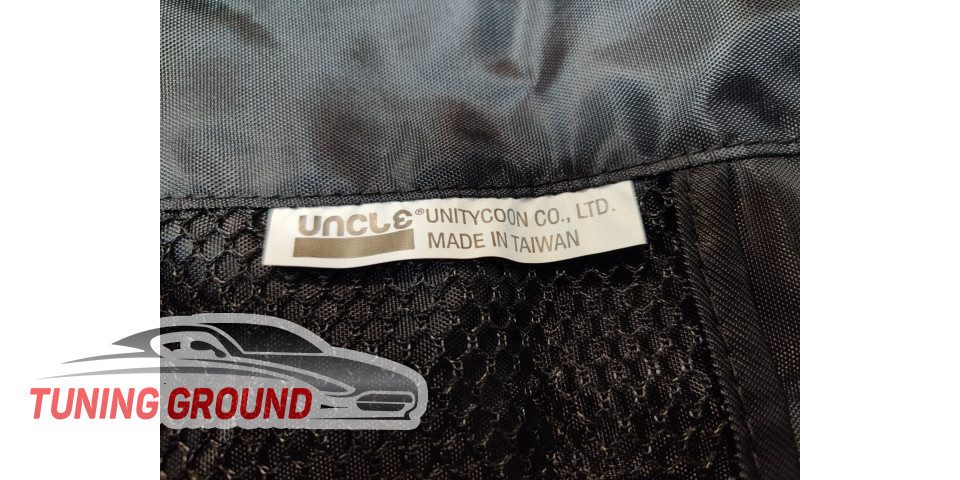 UNCLE® UNITYCOON CO., LTD.
MADE IN TAIWAN
TUNING GROUND